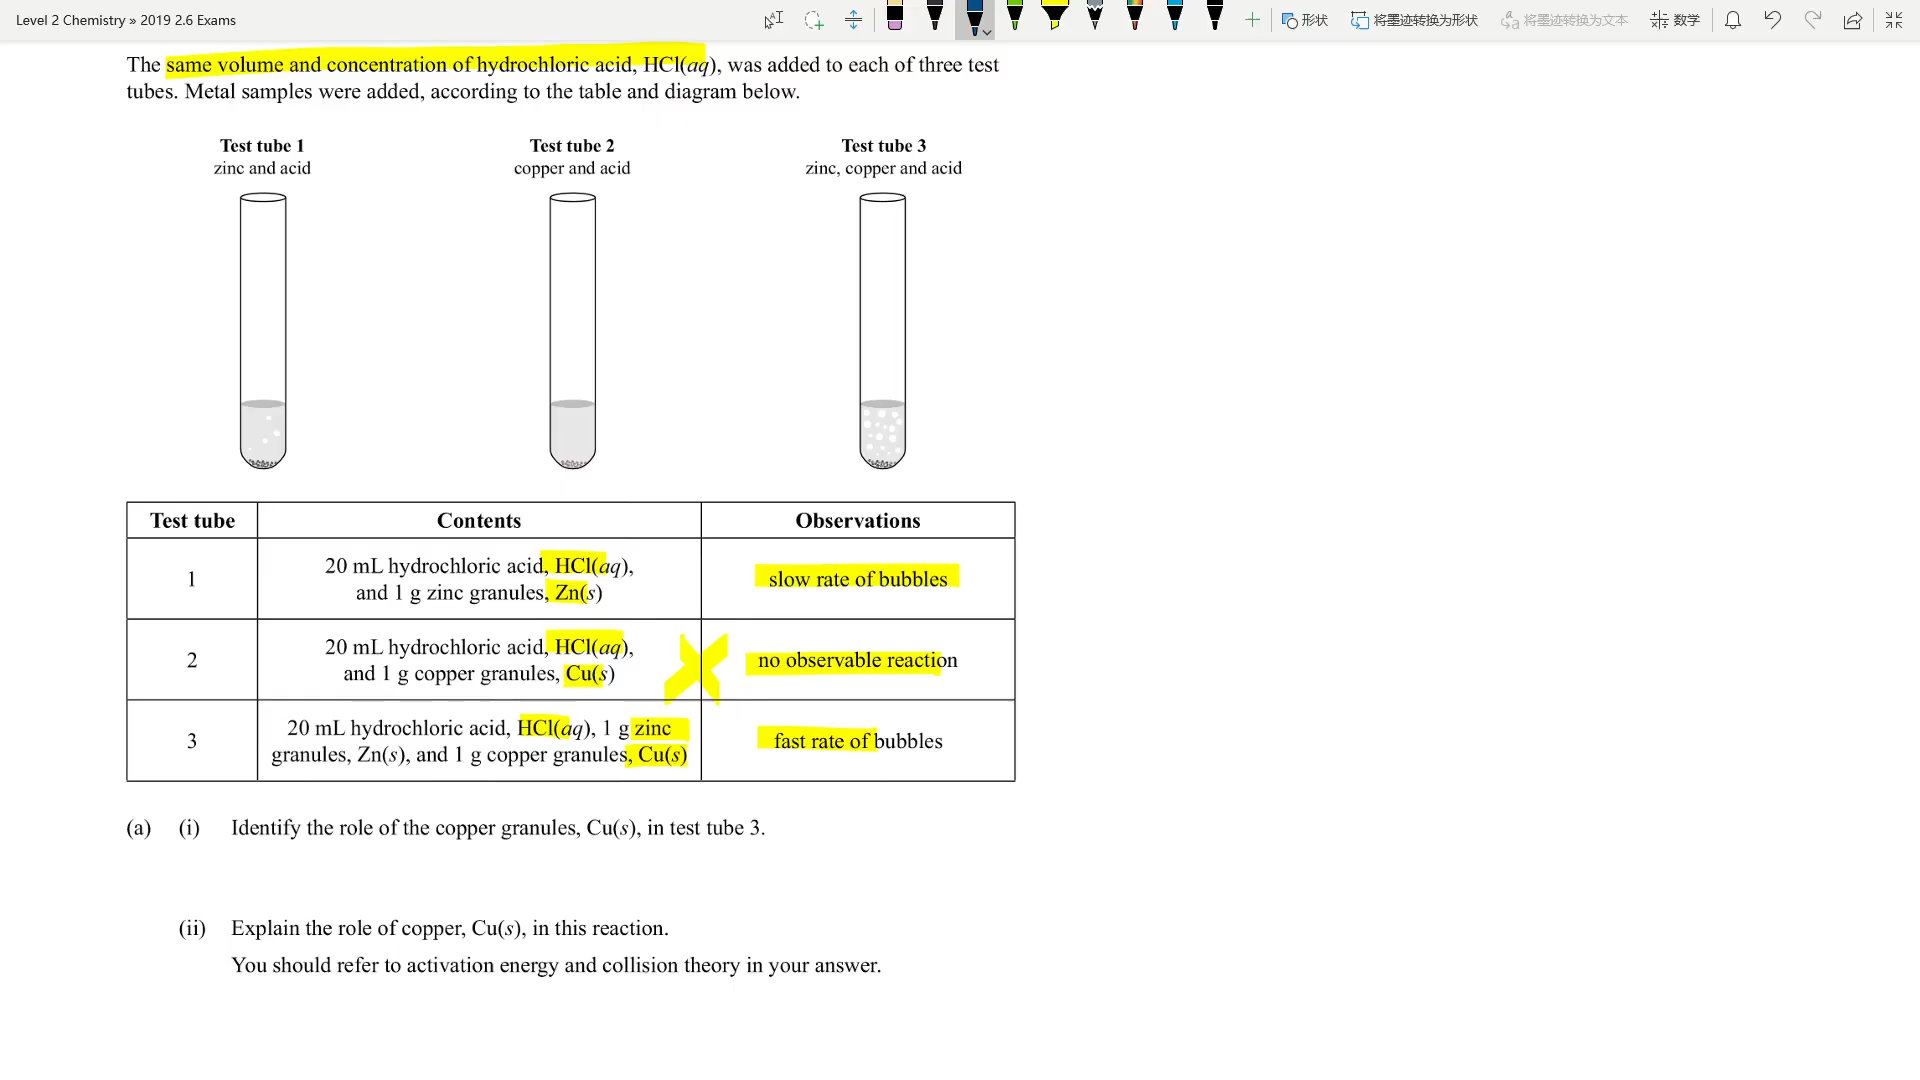 Level 2 Chemistry » 2019 2.6 Exams
形状
将墨迹转换为形状
将墨迹转换为文本
数学
The same volume and concentration of hydrochloric acid, HCl(aq), was added to each of three test
tubes. Metal samples were added, according to the table and diagram below.
Test tube 1
zinc and acid
Test tube 2
copper and acid
Test tube 3
zinc, copper and acid
Test tube Contents Observations
1
20 mL hydrochloric acid, HCl(aq),
and 1 g zinc granules, Zn(s)
slow rate of bubbles
2
20 mL hydrochloric acid, HCl(aq),
and 1 g copper granules, Cu(s)
no observable reaction
3
20 mL hydrochloric acid, HCl(aq), 1 g zinc
granules, Zn(s), and 1 g copper granules, Cu(s)
fast rate of bubbles
(a) (i) Identify the role of the copper granules, Cu(s), in test tube 3.
(ii) Explain the role of copper, Cu(s), in this reaction.
You should refer to activation energy and collision theory in your answer.